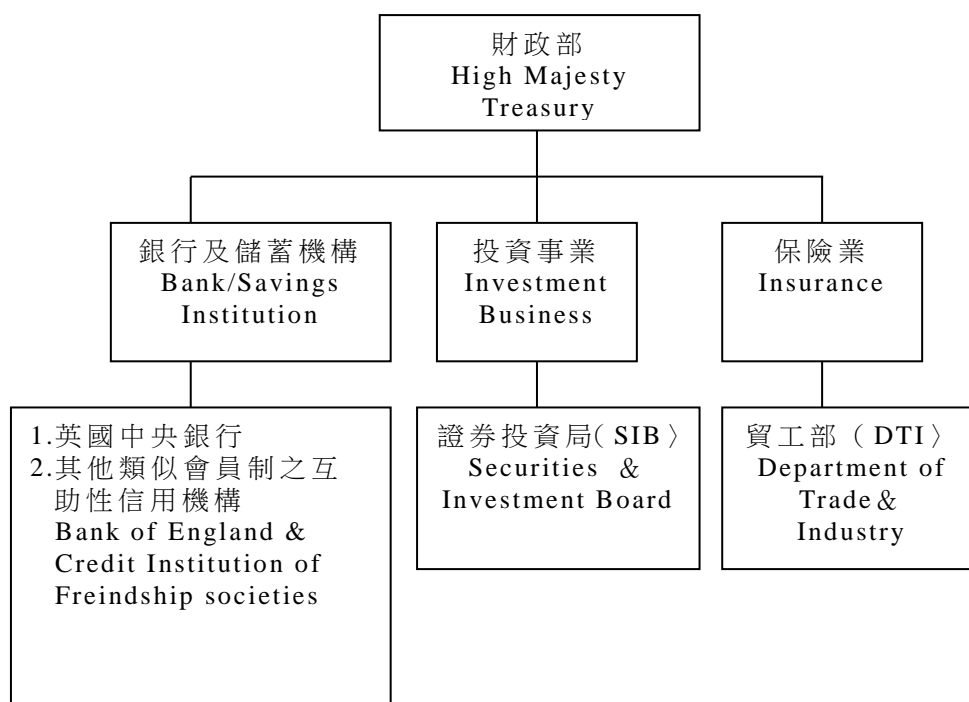 財政部
High Majesty
Treasury
銀行及儲蓄機構
Bank/Savings
Institution
投資事業
Investment
Business
保險業
Insurance
1.英國中央銀行
2.其他類似會員制之互
助性信用機構
Bank of England &
Credit Institution of
Freindship societies
證券投資局( SIB 〉
Securities &
Investment Board
貿工部（ DTI 〉
Department of
Trade&
Industry